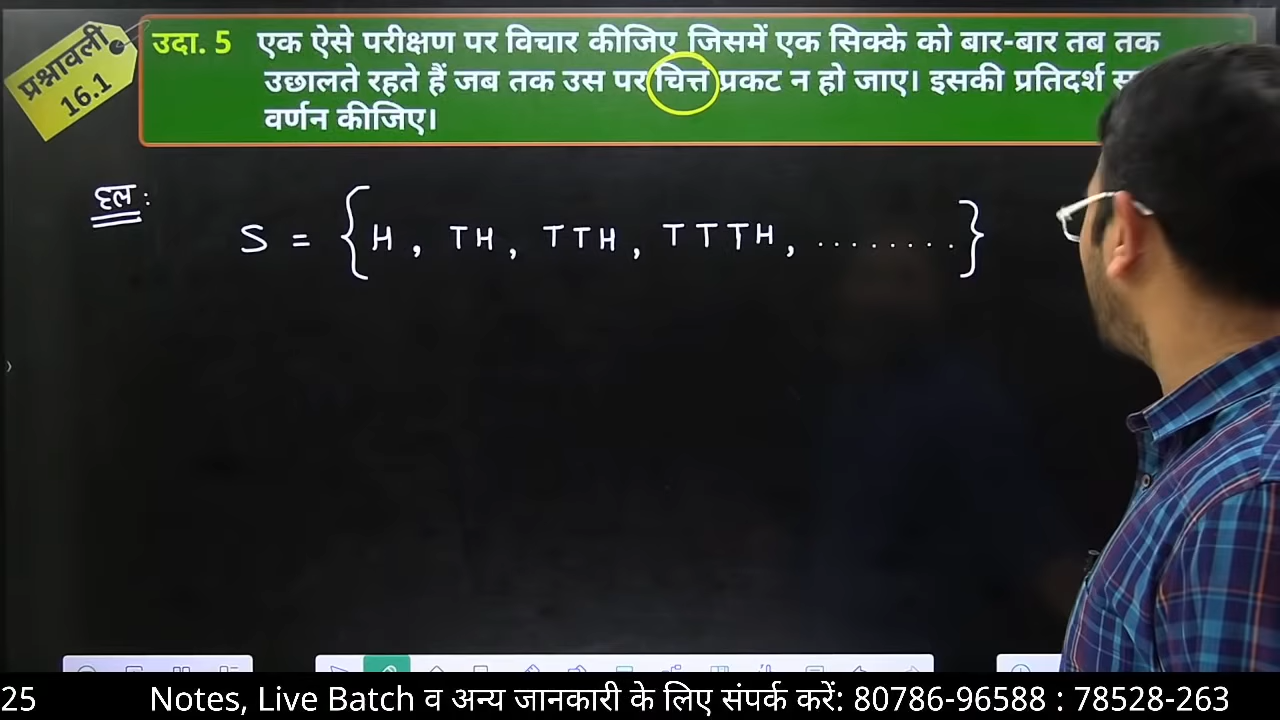 प्रश्नावली
16.1
उदा. 5 एक ऐसे परीक्षण पर विचार कीजिए जिसमें एक सिक्के को बार-बार तब तक
उछालते रहते हैं जब तक उस पर चित्त प्रकट न हो जाए। इसकी प्रतिदर्श
वर्णन कीजिए।
हल :
S = { H , TH , TTH , TTTH , ........ }
25 Notes, Live Batch व अन्य जानकारी के लिए संपर्क करें: 80786-96588 : 78528-263